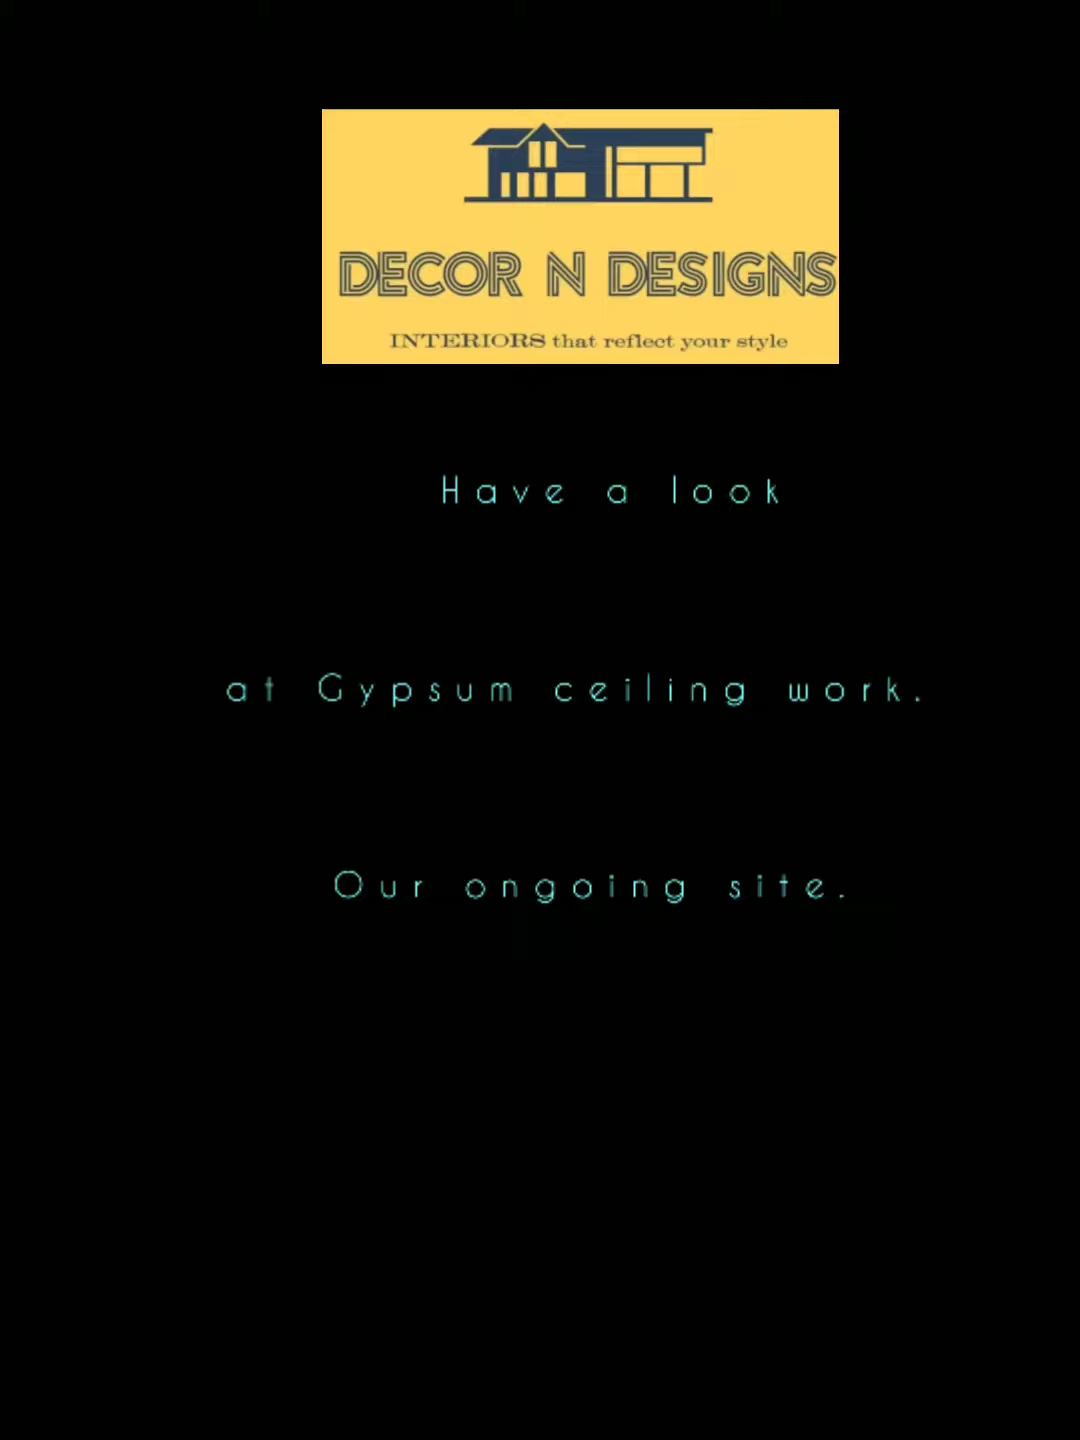 DECOR N DESIGNS
INTERIORS that reflect your style
Have a look
at Gypsum ceiling work.
Our ongoing site.